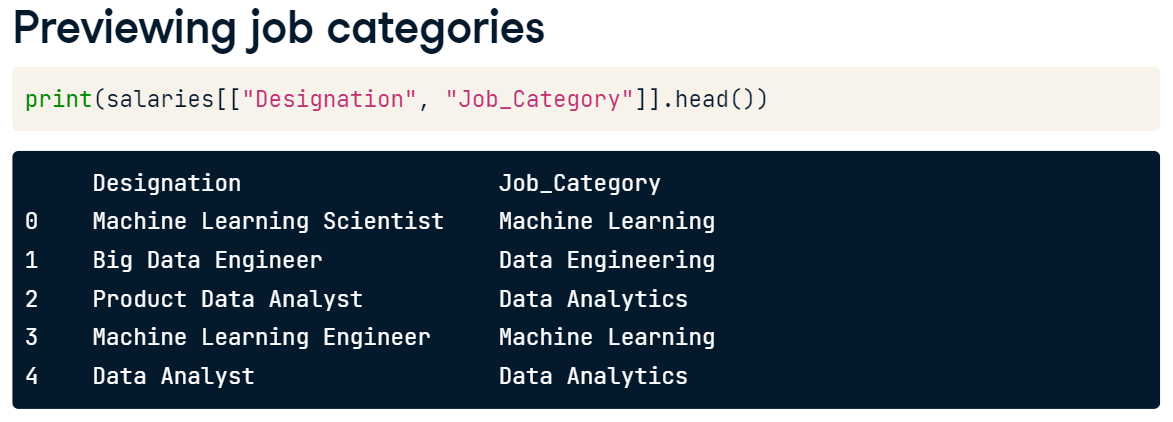 Previewing job categories
print(salaries[["Designation", "Job_Category"]].head())
Designation Job_Category
0 Machine Learning Scientist Machine Learning
1 Big Data Engineer Data Engineering
2 Product Data Analyst Data Analytics
3 Machine Learning Engineer Machine Learning
4 Data Analyst Data Analytics